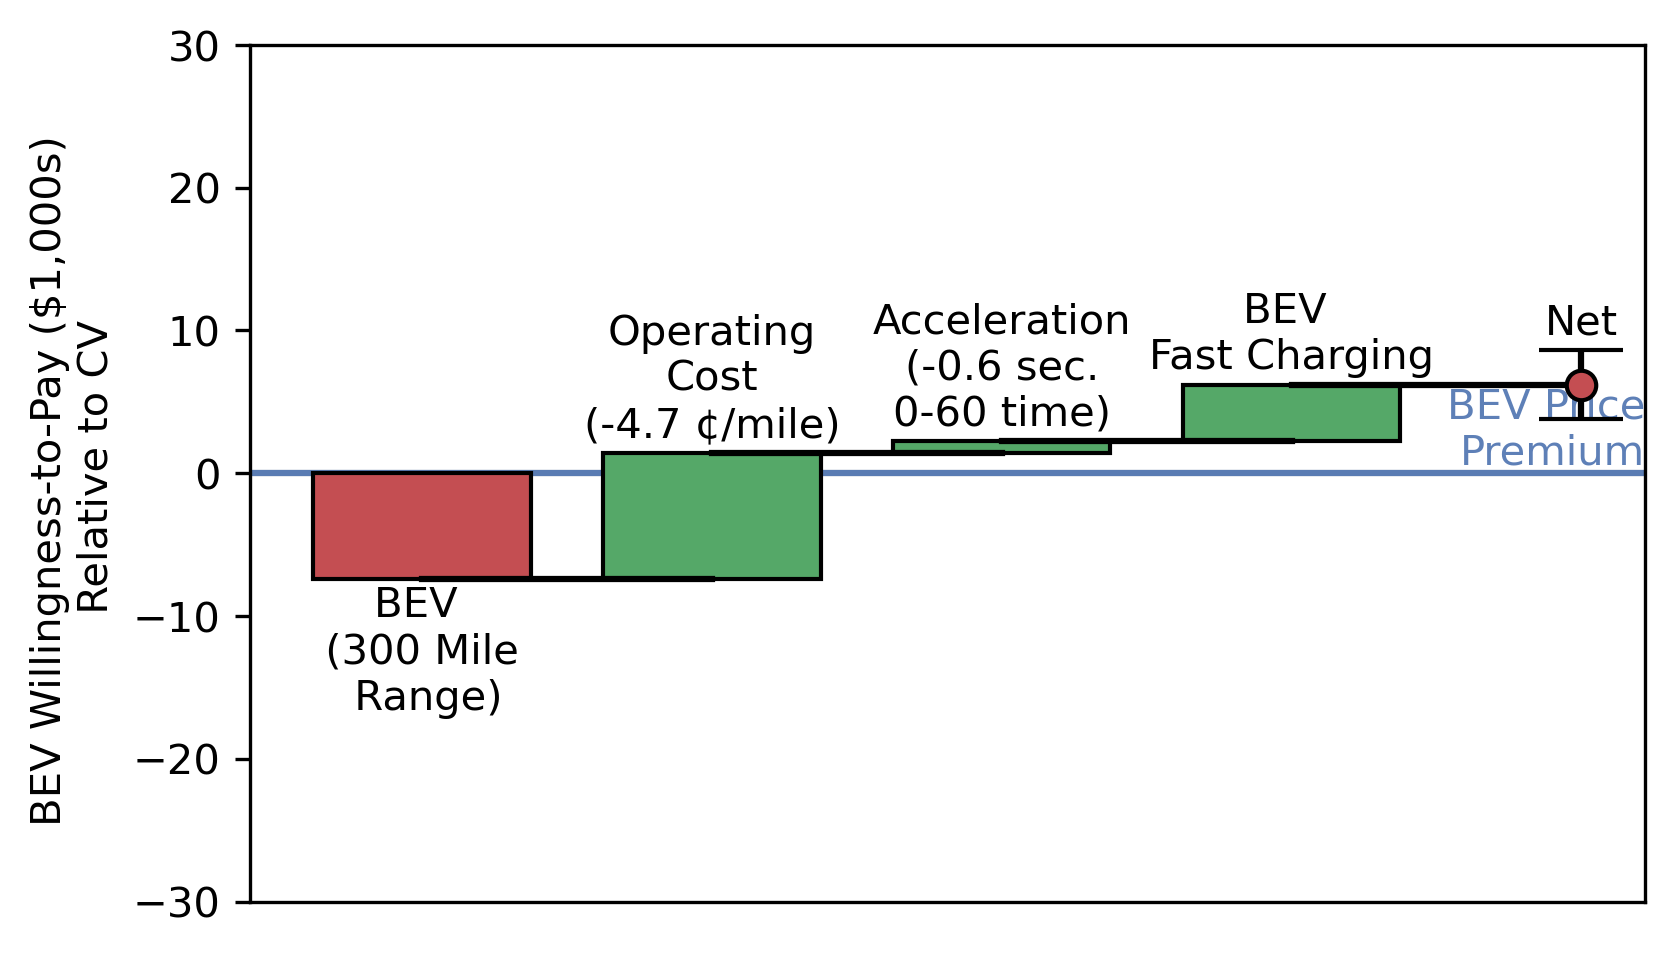 BEV Willingness-to-Pay ($1,000s)
Relative to CV
30
20
10
0
−10
−20
−30
BEV
(300 Mile
Range)
Operating
Cost
(-4.7 ¢/mile)
Acceleration
(-0.6 sec.
0-60 time)
BEV
Fast Charging
Net
BEV Price
Premium